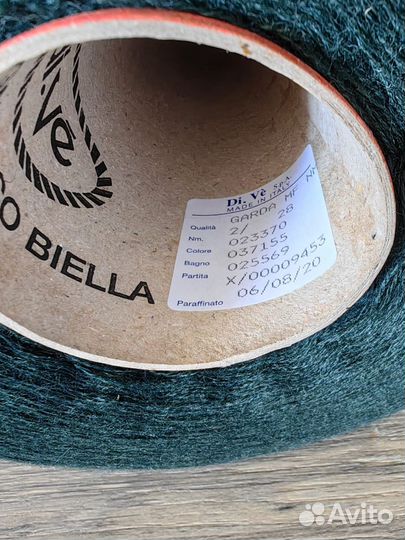 Vè
GO BIELLA
Di. Vè S.P.A.
MADE IN ITALY
Qualità GARDA MF
Nm. 2/ 28
Colore 023370
Bagno 037155
Partita 025569
X/00009453
Paraffinato 06/08/20
Avito